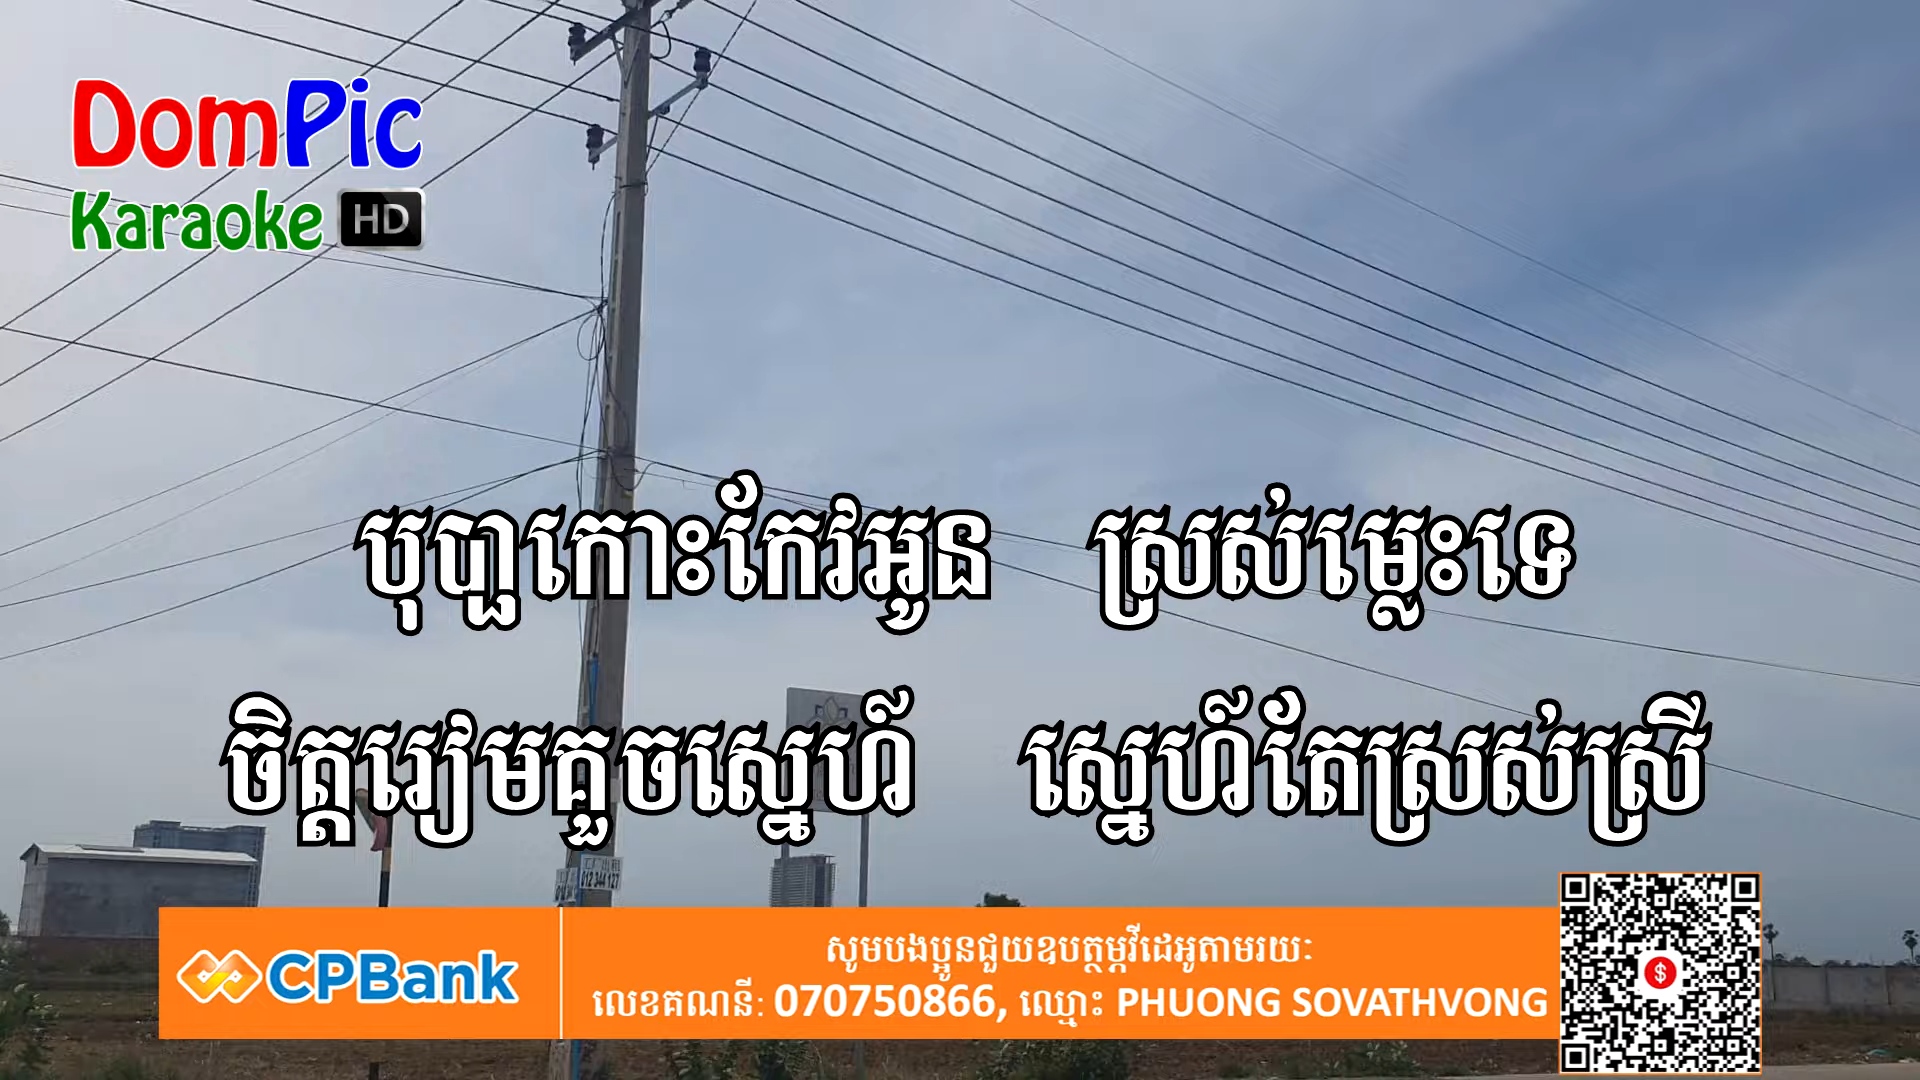 DomPic
Karaoke HD
បុប្ផាកោះកែវអូន ស្រស់ម្លេះទេ
ចិត្តរៀមគួចស្នេហ៍ ស្នេហ៍តែស្រស់ស្រី
012 344 127
CPBank
សូមបងប្អូនជួយឧបត្ថម្ភវីដេអូតាមរយៈ
លេខគណនី: 070750866, ឈ្មោះ PHUONG SOVATHVONG